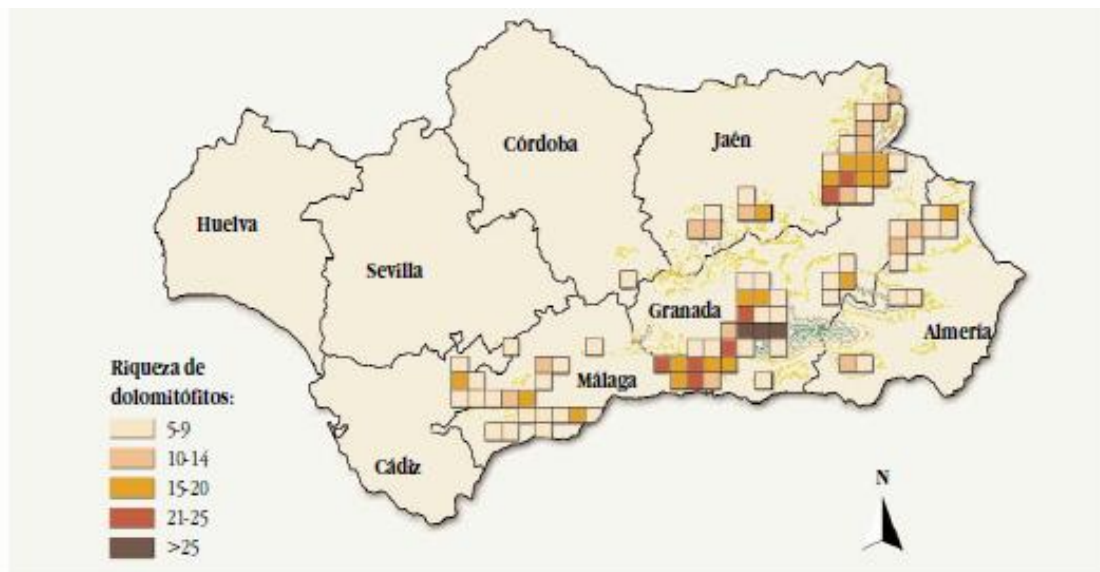 Córdoba
Jaén
Huelva
Sevilla
Granada
Almería
Málaga
Cádiz
Riqueza de
dolomitófitos:
5-9
10-14
15-20
21-25
>25
N